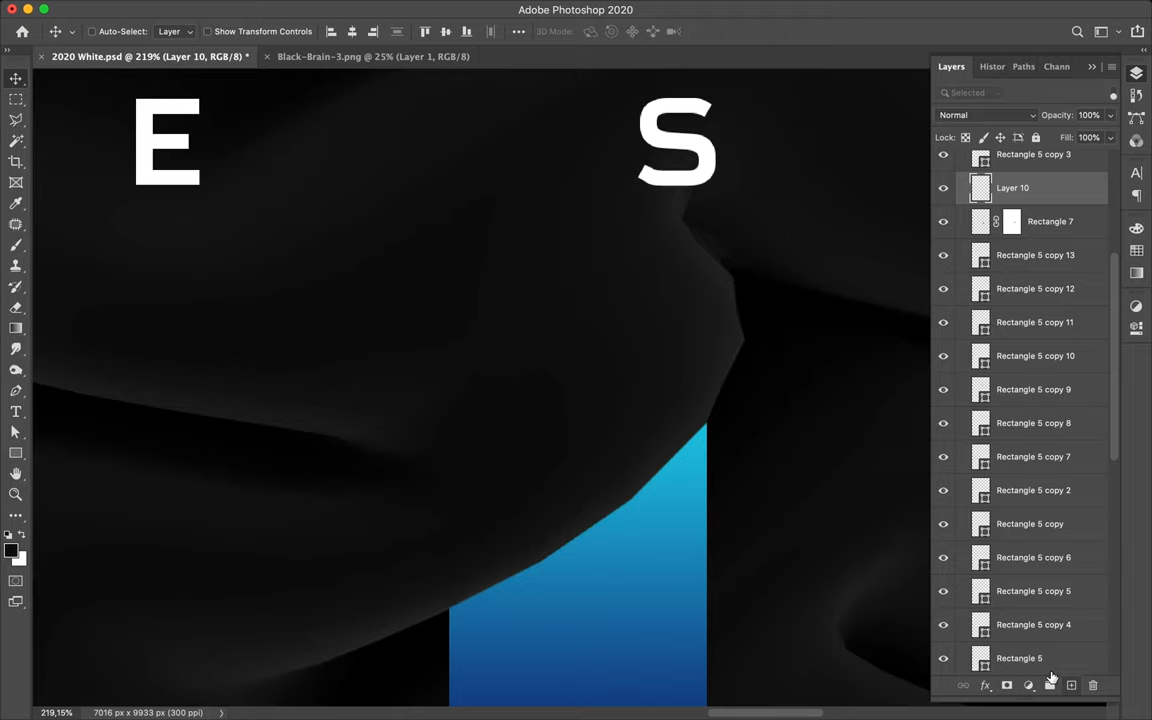 Adobe Photoshop 2020
Auto-Select: Layer Show Transform Controls 3D Mode:
2020 White.psd @ 219% (Layer 10, RGB/8) * Black-Brain-3.png @ 25% (Layer 1, RGB/8)
Layers Histor Paths Chann
Selected
Normal Opacity: 100%
Lock: Fill: 100%
E S
Rectangle 5 copy 3
Layer 10
Rectangle 7
Rectangle 5 copy 13
Rectangle 5 copy 12
Rectangle 5 copy 11
Rectangle 5 copy 10
Rectangle 5 copy 9
Rectangle 5 copy 8
Rectangle 5 copy 7
Rectangle 5 copy 2
Rectangle 5 copy
Rectangle 5 copy 6
Rectangle 5 copy 5
Rectangle 5 copy 4
Rectangle 5
219,15% 7016 px x 9933 px (300 ppi)